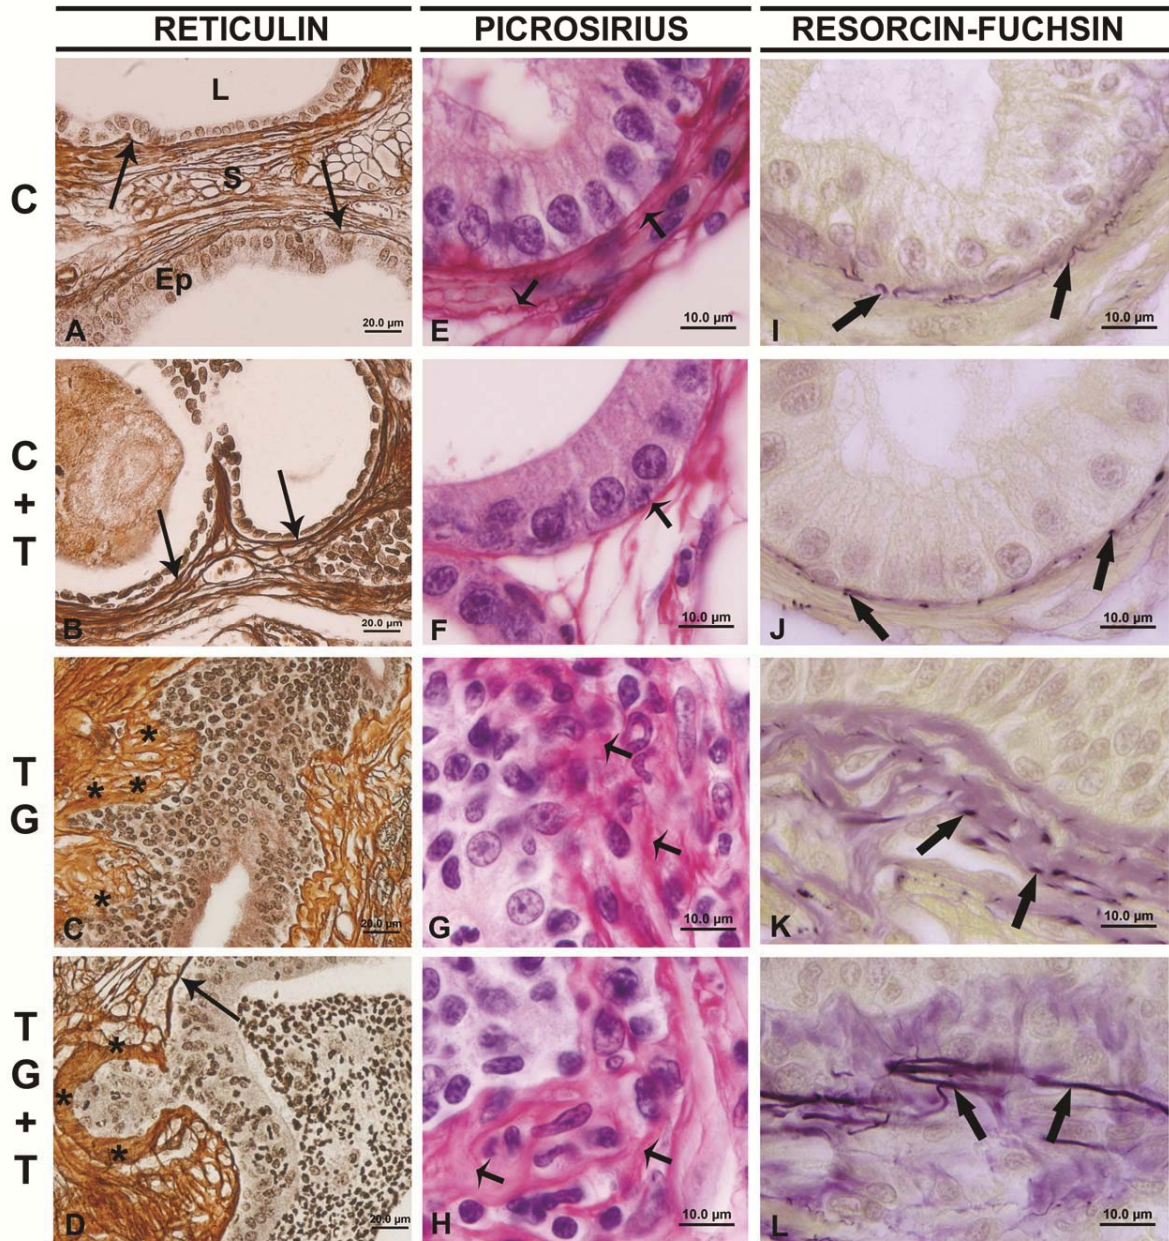 RETICULIN PICROSIRIUS RESORCIN-FUCHSIN
C
L
S
Ep
A
20.0 µm
E
10.0 µm
I
10.0 µm
C
+
T
B
20.0 µm
F
10.0 µm
J
10.0 µm
T
G
*
* *
*
C
20.0 µm
G
10.0 µm
K
10.0 µm
T
G
+
T
*
*
*
D
20.0 µm
H
10.0 µm
L
10.0 µm